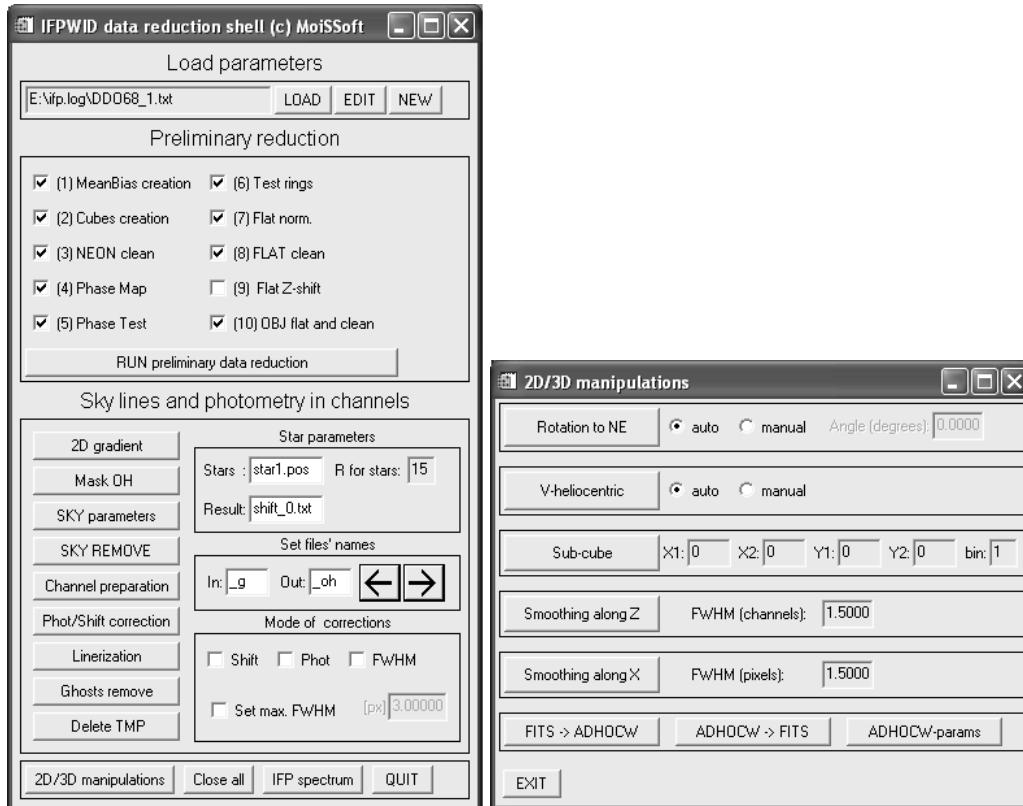 IFPWID data reduction shell (c) MoiSSoft
Load parameters
E:\ifp.log\DDO68_1.txt LOAD EDIT NEW
Preliminary reduction
(1) MeanBias creation (6) Test rings
(2) Cubes creation (7) Flat norm.
(3) NEON clean (8) FLAT clean
(4) Phase Map (9) Flat Z-shift
(5) Phase Test (10) OBJ flat and clean
RUN preliminary data reduction
Sky lines and photometry in channels
2D gradient
Mask OH
SKY parameters
SKY REMOVE
Channel preparation
Phot/Shift correction
Linerization
Ghosts remove
Delete TMP
Star parameters
Stars : star1.pos R for stars: 15
Result: shift_0.txt
Set files' names
In: _g Out: _oh
Mode of corrections
Shift Phot FWHM
Set max. FWHM [px] 3.00000
2D/3D manipulations Close all IFP spectrum QUIT
2D/3D manipulations
Rotation to NE auto manual Angle (degrees): 0.0000
V-heliocentric auto manual
Sub-cube X1: 0 X2: 0 Y1: 0 Y2: 0 bin: 1
Smoothing along Z FWHM (channels): 1.5000
Smoothing along X FWHM (pixels): 1.5000
FITS -> ADHOCW ADHOCW -> FITS ADHOCW-params
EXIT